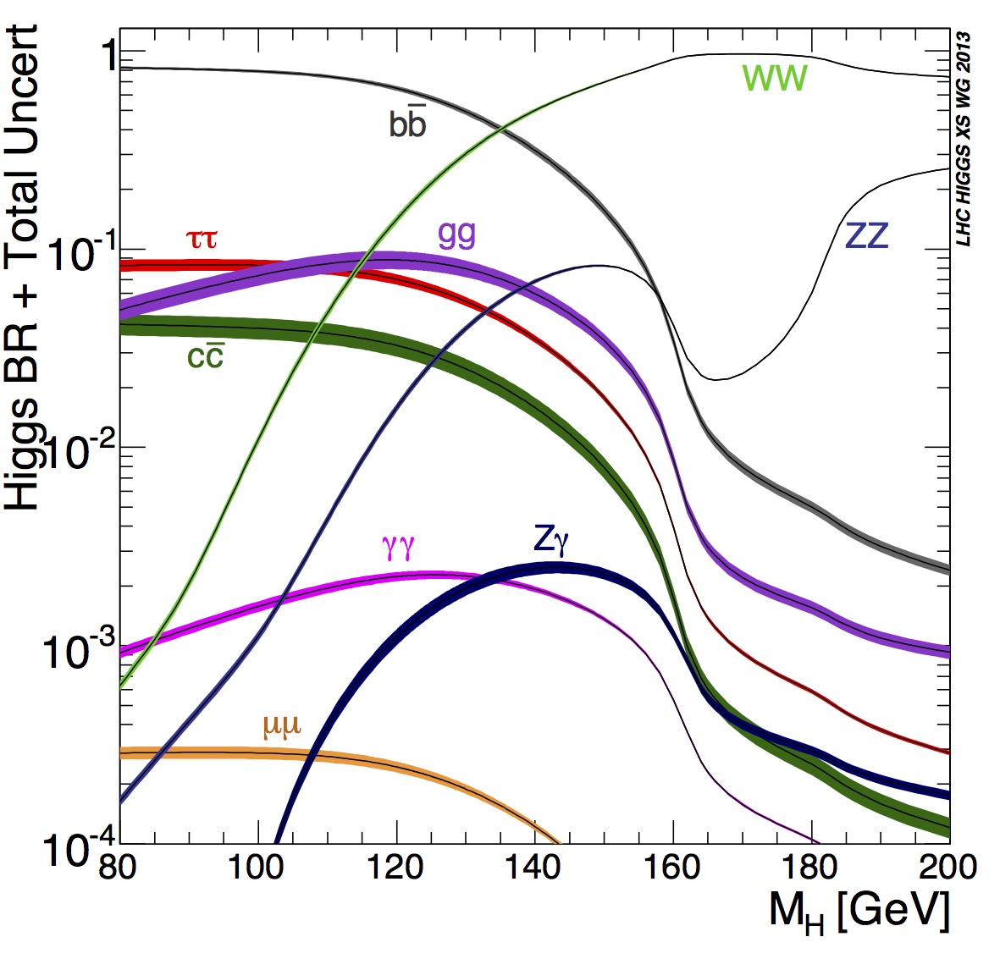 Higgs BR + Total Uncert
1
10-1
10-2
10-3
10-4
bb̅
WW
ττ
gg
ZZ
cc̅
γγ
Zγ
μμ
80
100
120
140
160
180
200
MH [GeV]
LHC HIGGS XS WG 2013